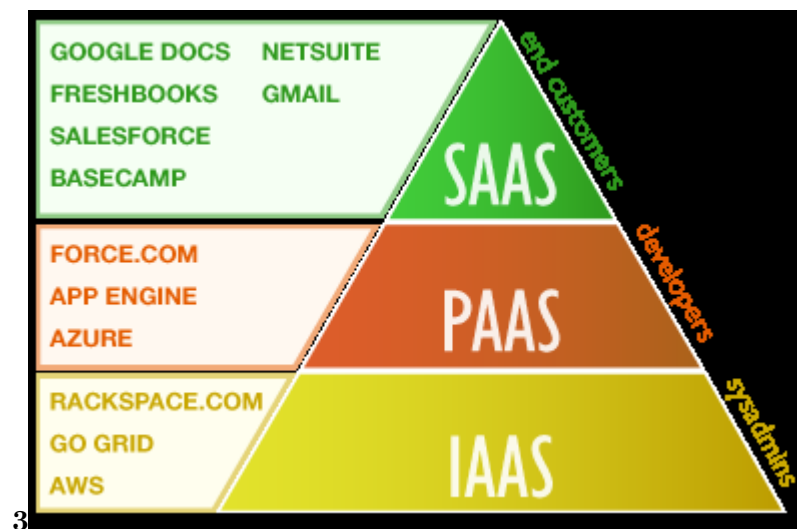 GOOGLE DOCS NETSUITE
FRESHBOOKS GMAIL
SALESFORCE
BASECAMP
SAAS
end customers
FORCE.COM
APP ENGINE
AZURE
PAAS
developers
RACKSPACE.COM
GO GRID
AWS
IAAS
sysadmins
3